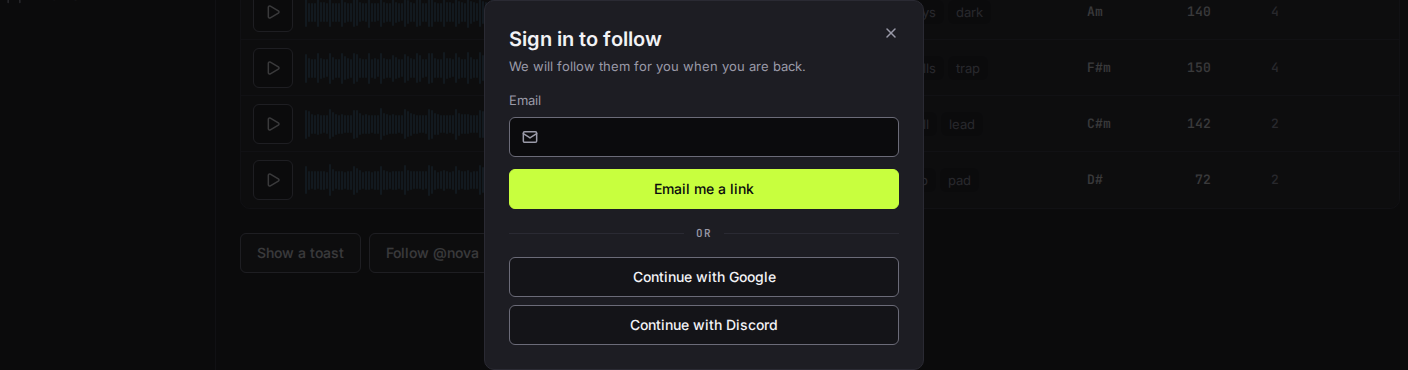 dark Am 140 4
Sign in to follow
We will follow them for you when you are back.
trap F#m 150 4
Email
lead C#m 142 2
Email me a link
pad D# 72 2
OR
Show a toast Follow @nova
Continue with Google
Continue with Discord